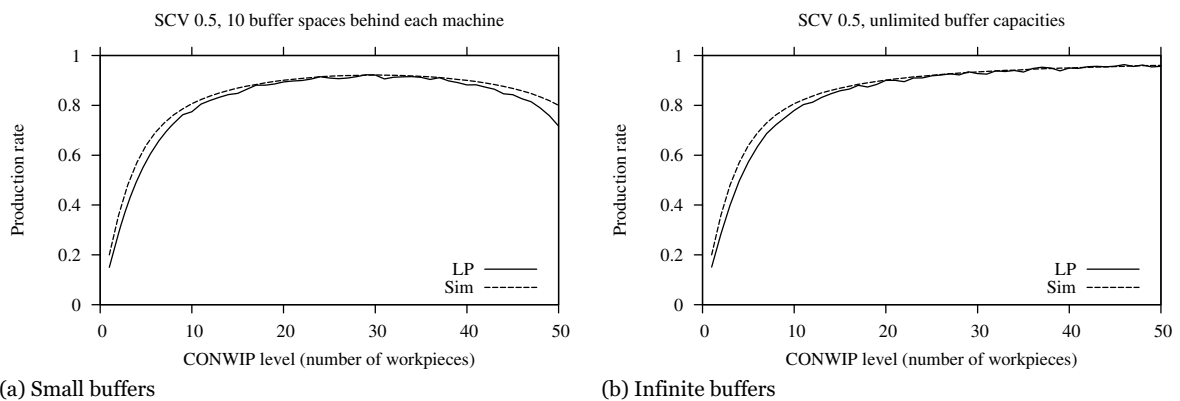 SCV 0.5, 10 buffer spaces behind each machine
1
0.8
0.6
0.4
0.2
0
Production rate
LP
Sim
0 10 20 30 40 50
CONWIP level (number of workpieces)
(a) Small buffers
SCV 0.5, unlimited buffer capacities
1
0.8
0.6
0.4
0.2
0
Production rate
LP
Sim
0 10 20 30 40 50
CONWIP level (number of workpieces)
(b) Infinite buffers